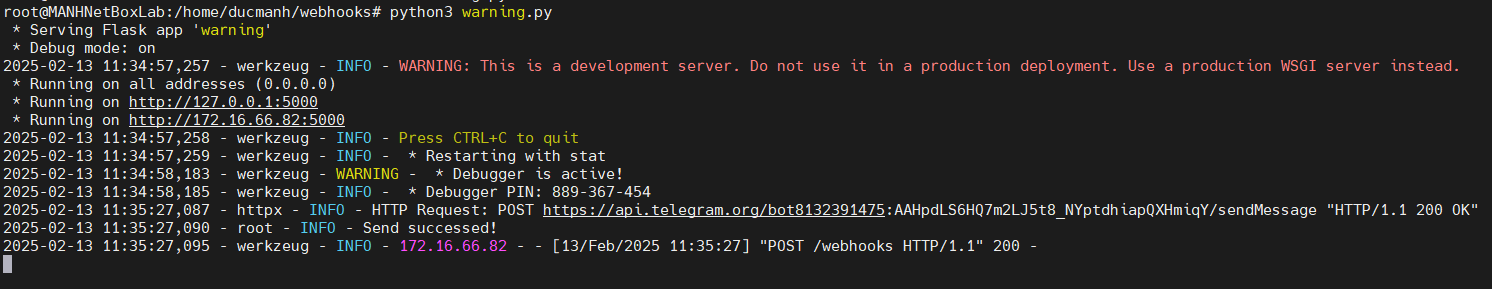 root@MANHNetBoxLab:/home/ducmanh/webhooks# python3 warning.py
* Serving Flask app 'warning'
* Debug mode: on
2025-02-13 11:34:57,257 - werkzeug - INFO - WARNING: This is a development server. Do not use it in a production deployment. Use a production WSGI server instead.
* Running on all addresses (0.0.0.0)
* Running on http://127.0.0.1:5000
* Running on http://172.16.66.82:5000
2025-02-13 11:34:57,258 - werkzeug - INFO - Press CTRL+C to quit
2025-02-13 11:34:57,259 - werkzeug - INFO -  * Restarting with stat
2025-02-13 11:34:58,183 - werkzeug - WARNING -  * Debugger is active!
2025-02-13 11:34:58,185 - werkzeug - INFO -  * Debugger PIN: 889-367-454
2025-02-13 11:35:27,087 - httpx - INFO - HTTP Request: POST https://api.telegram.org/bot8132391475:AAHpdLS6HQ7m2LJ5t8_NYptdhiapQXHmiqY/sendMessage "HTTP/1.1 200 OK"
2025-02-13 11:35:27,090 - root - INFO - Send successed!
2025-02-13 11:35:27,095 - werkzeug - INFO - 172.16.66.82 - - [13/Feb/2025 11:35:27] "POST /webhooks HTTP/1.1" 200 -